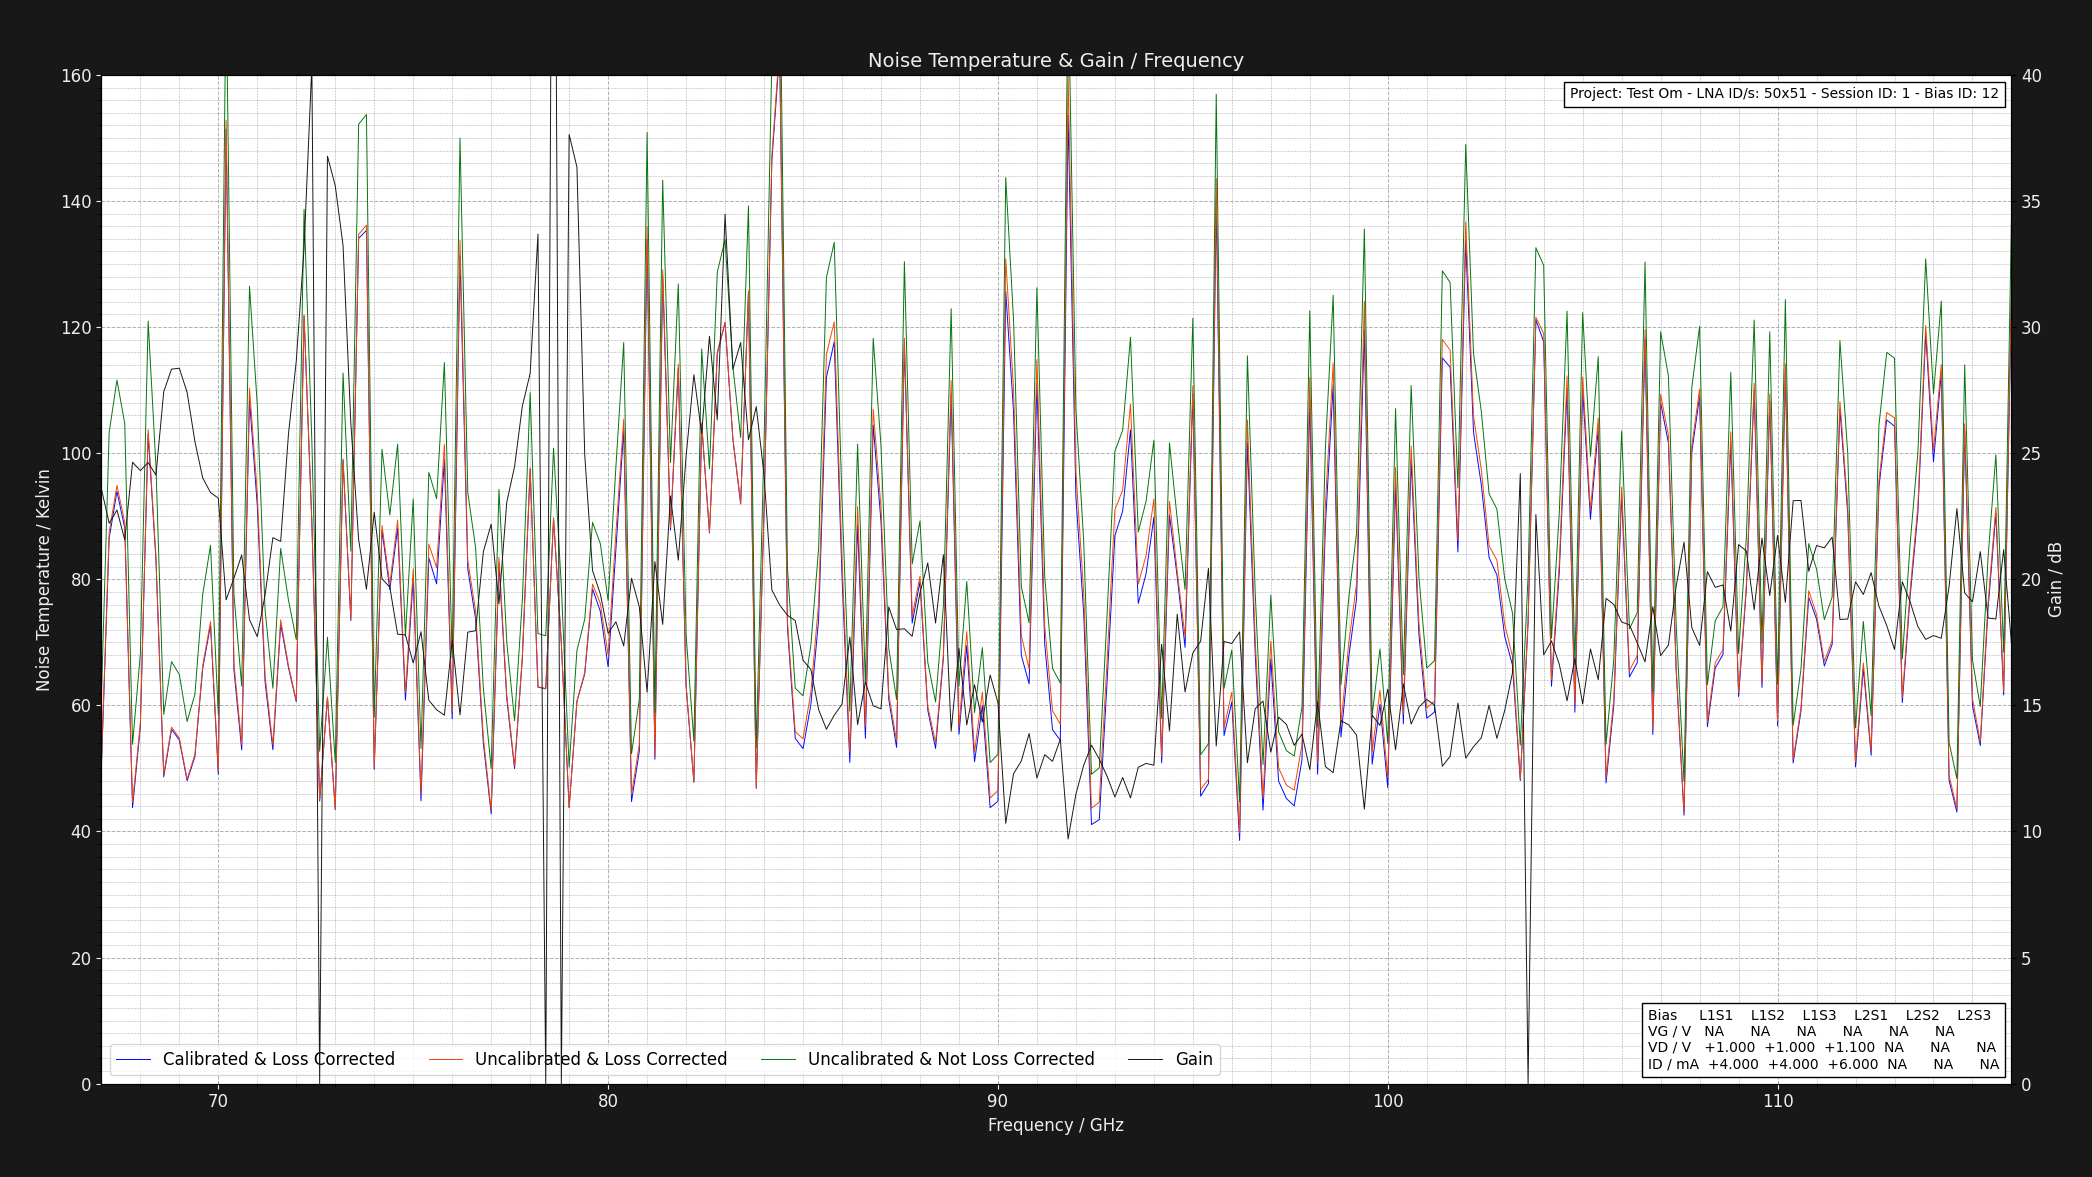 Noise Temperature & Gain / Frequency
Project: Test Om - LNA ID/s: 50x51 - Session ID: 1 - Bias ID: 12
Noise Temperature / Kelvin
160
140
120
100
80
60
40
20
0
Gain / dB
40
35
30
25
20
15
10
5
0
Bias L1S1 L1S2 L1S3 L2S1 L2S2 L2S3
VG / V NA NA NA NA NA NA
VD / V +1.000 +1.000 +1.100 NA NA NA
ID / mA +4.000 +4.000 +6.000 NA NA NA
Calibrated & Loss Corrected Uncalibrated & Loss Corrected Uncalibrated & Not Loss Corrected Gain
70 80 90 100 110
Frequency / GHz